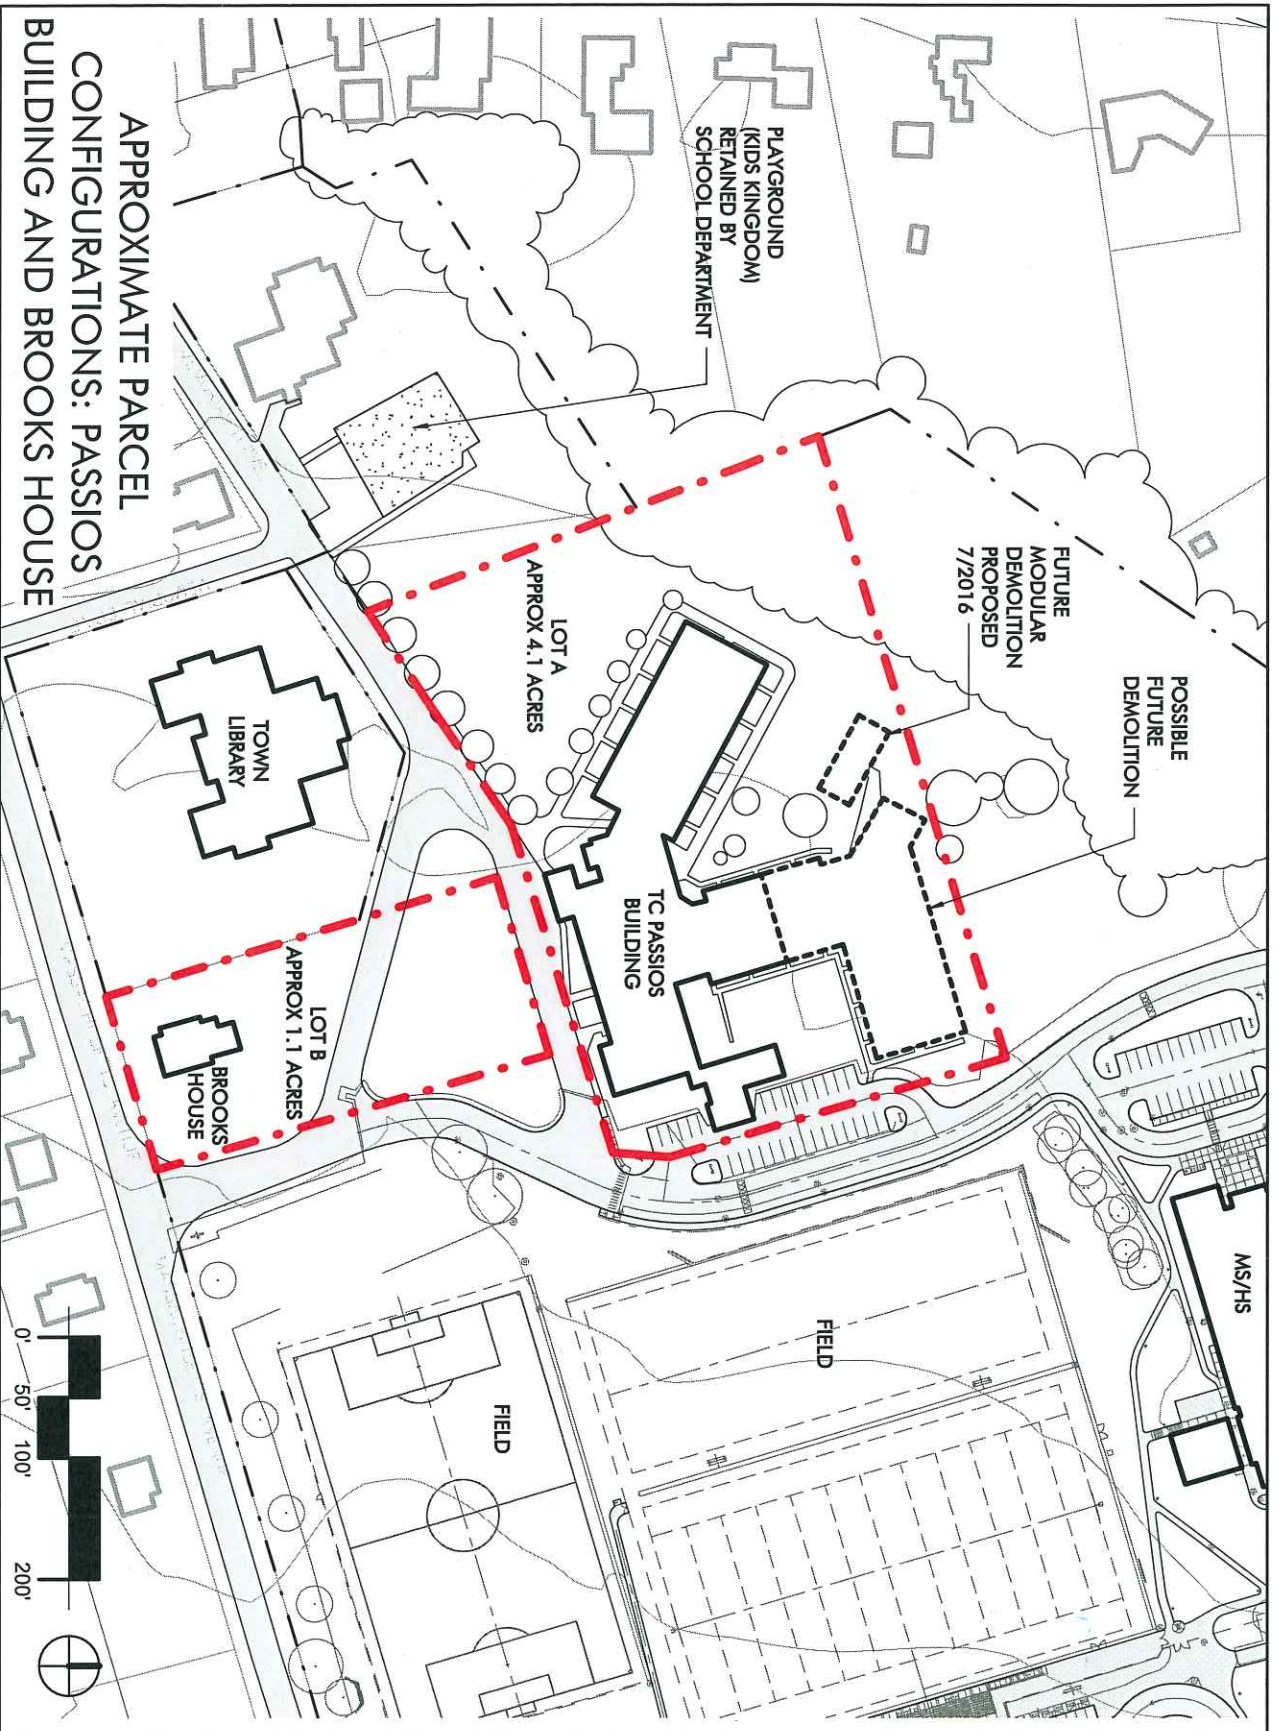 PLAYGROUND
(KIDS KINGDOM)
RETAINED BY
SCHOOL DEPARTMENT
FUTURE
MODULAR
DEMOLITION
PROPOSED
7/2016
POSSIBLE
FUTURE
DEMOLITION
MS/HS
LOT A
APPROX 4.1 ACRES
TC PASSIOS
BUILDING
FIELD
TOWN
LIBRARY
LOT B
APPROX 1.1 ACRES
BROOKS
HOUSE
FIELD
APPROXIMATE PARCEL
CONFIGURATIONS: PASSIOS
BUILDING AND BROOKS HOUSE
0' 50' 100' 200'